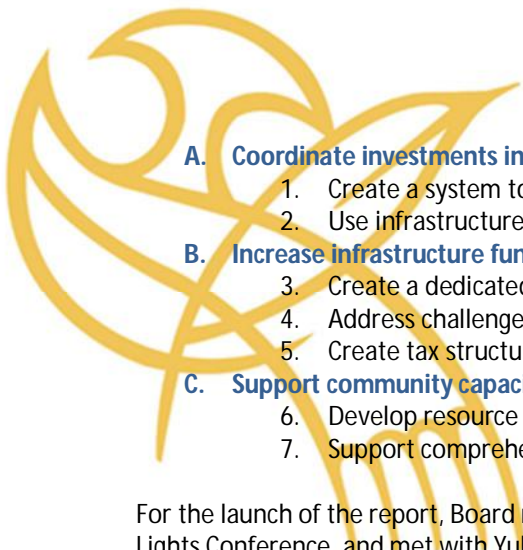 A. Coordinate investments in
1. Create a system to
2. Use infrastructure
B. Increase infrastructure fun
3. Create a dedicated
4. Address challenge
5. Create tax structu
C. Support community capaci
6. Develop resource
7. Support comprehe
For the launch of the report, Board
Lights Conference, and met with Yu